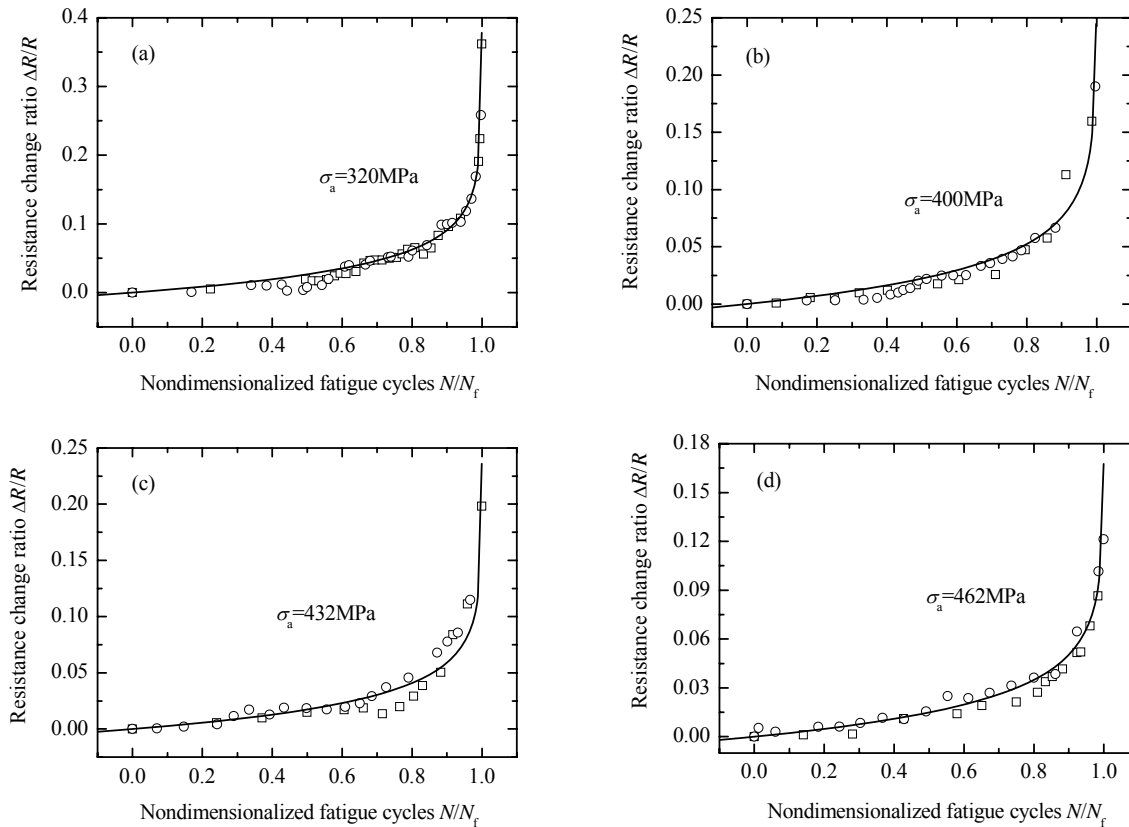 (a)
σa=320MPa
Resistance change ratio ΔR/R
0.4
0.3
0.2
0.1
0.0
0.0 0.2 0.4 0.6 0.8 1.0
Nondimensionalized fatigue cycles N/Nf
(b)
σa=400MPa
Resistance change ratio ΔR/R
0.25
0.20
0.15
0.10
0.05
0.00
0.0 0.2 0.4 0.6 0.8 1.0
Nondimensionalized fatigue cycles N/Nf
(c)
σa=432MPa
Resistance change ratio ΔR/R
0.25
0.20
0.15
0.10
0.05
0.00
0.0 0.2 0.4 0.6 0.8 1.0
Nondimensionalized fatigue cycles N/Nf
(d)
σa=462MPa
Resistance change ratio ΔR/R
0.18
0.15
0.12
0.09
0.06
0.03
0.00
0.0 0.2 0.4 0.6 0.8 1.0
Nondimensionalized fatigue cycles N/Nf